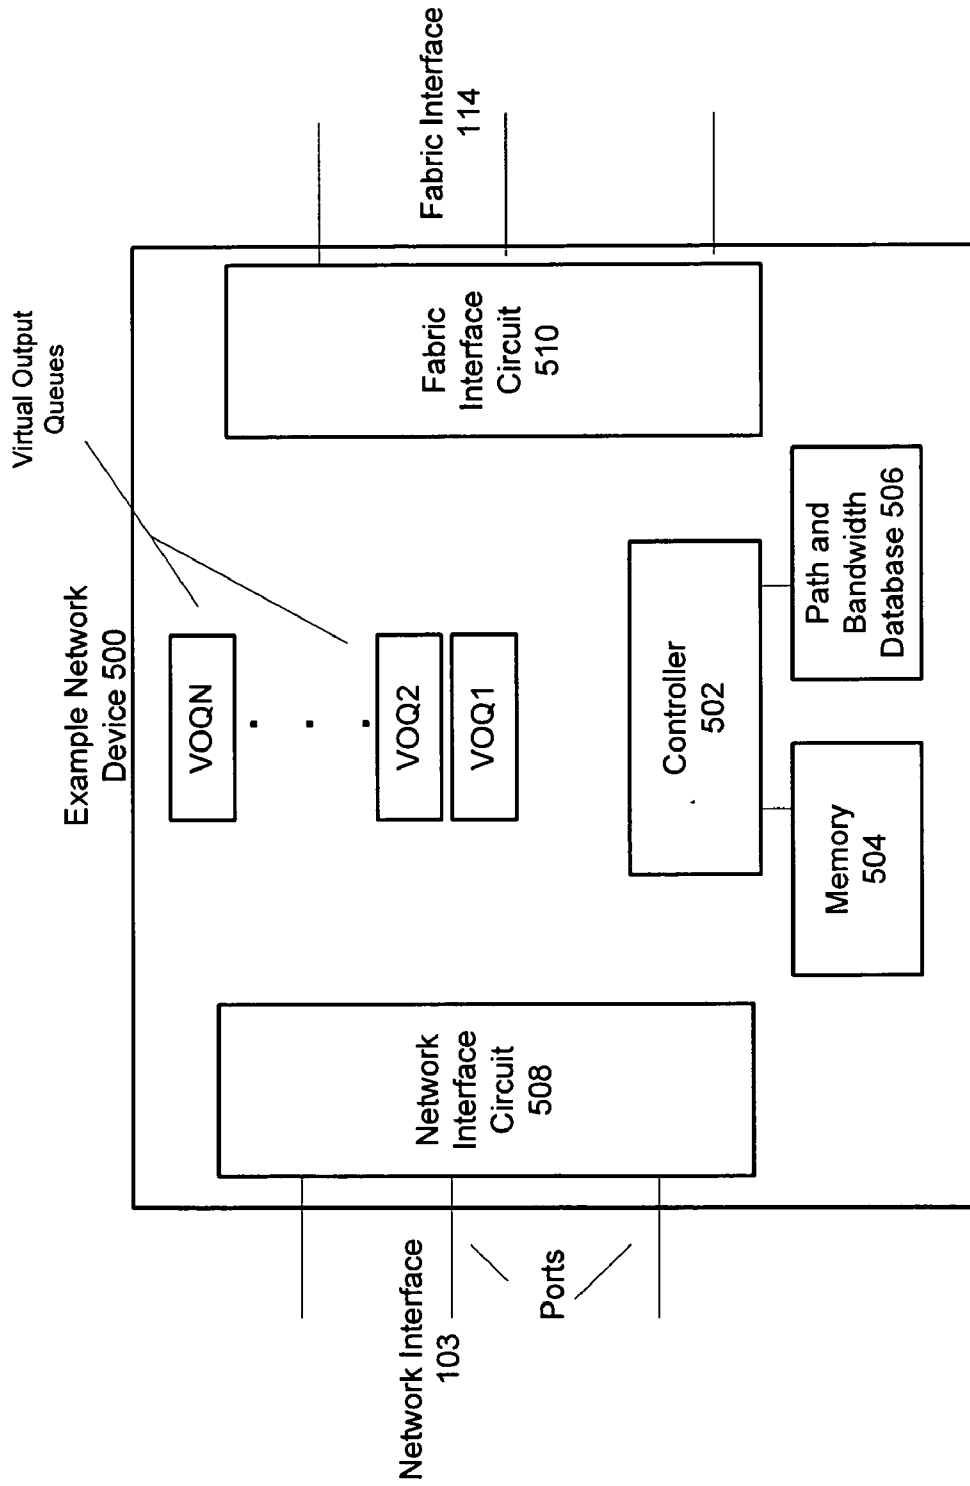 Example Network
Device 500
Virtual Output
Queues
VOQN
VOQ2
VOQ1
Network Interface
103
Ports
Network
Interface
Circuit
508
Fabric
Interface
Circuit
510
Fabric Interface
114
Controller
502
Memory
504
Path and
Bandwidth
Database 506